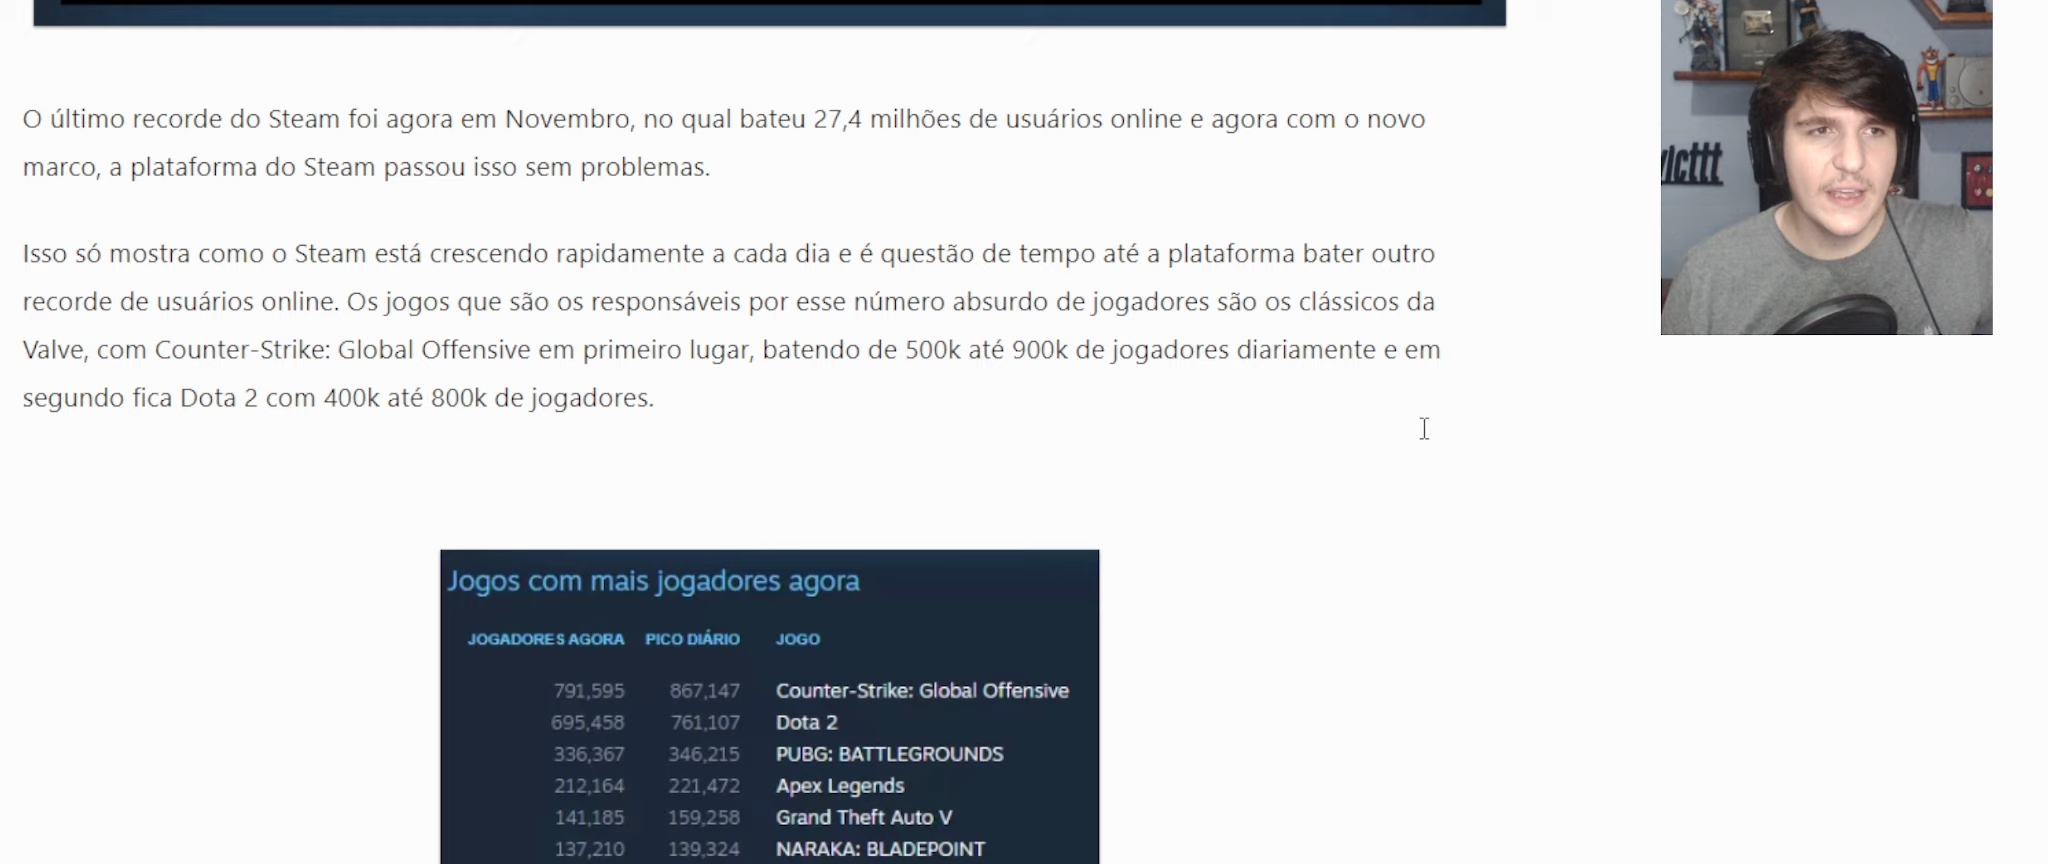 O último recorde do Steam foi agora em Novembro, no qual bateu 27,4 milhões de usuários online e agora com o novo
marco, a plataforma do Steam passou isso sem problemas.
Isso só mostra como o Steam está crescendo rapidamente a cada dia e é questão de tempo até a plataforma bater outro
recorde de usuários online. Os jogos que são os responsáveis por esse número absurdo de jogadores são os clássicos da
Valve, com Counter-Strike: Global Offensive em primeiro lugar, batendo de 500k até 900k de jogadores diariamente e em
segundo fica Dota 2 com 400k até 800k de jogadores.
Jogos com mais jogadores agora
JOGADORES AGORA PICO DIÁRIO JOGO
791,595 867,147 Counter-Strike: Global Offensive
695,458 761,107 Dota 2
336,367 346,215 PUBG: BATTLEGROUNDS
212,164 221,472 Apex Legends
141,185 159,258 Grand Theft Auto V
137,210 139,324 NARAKA: BLADEPOINT